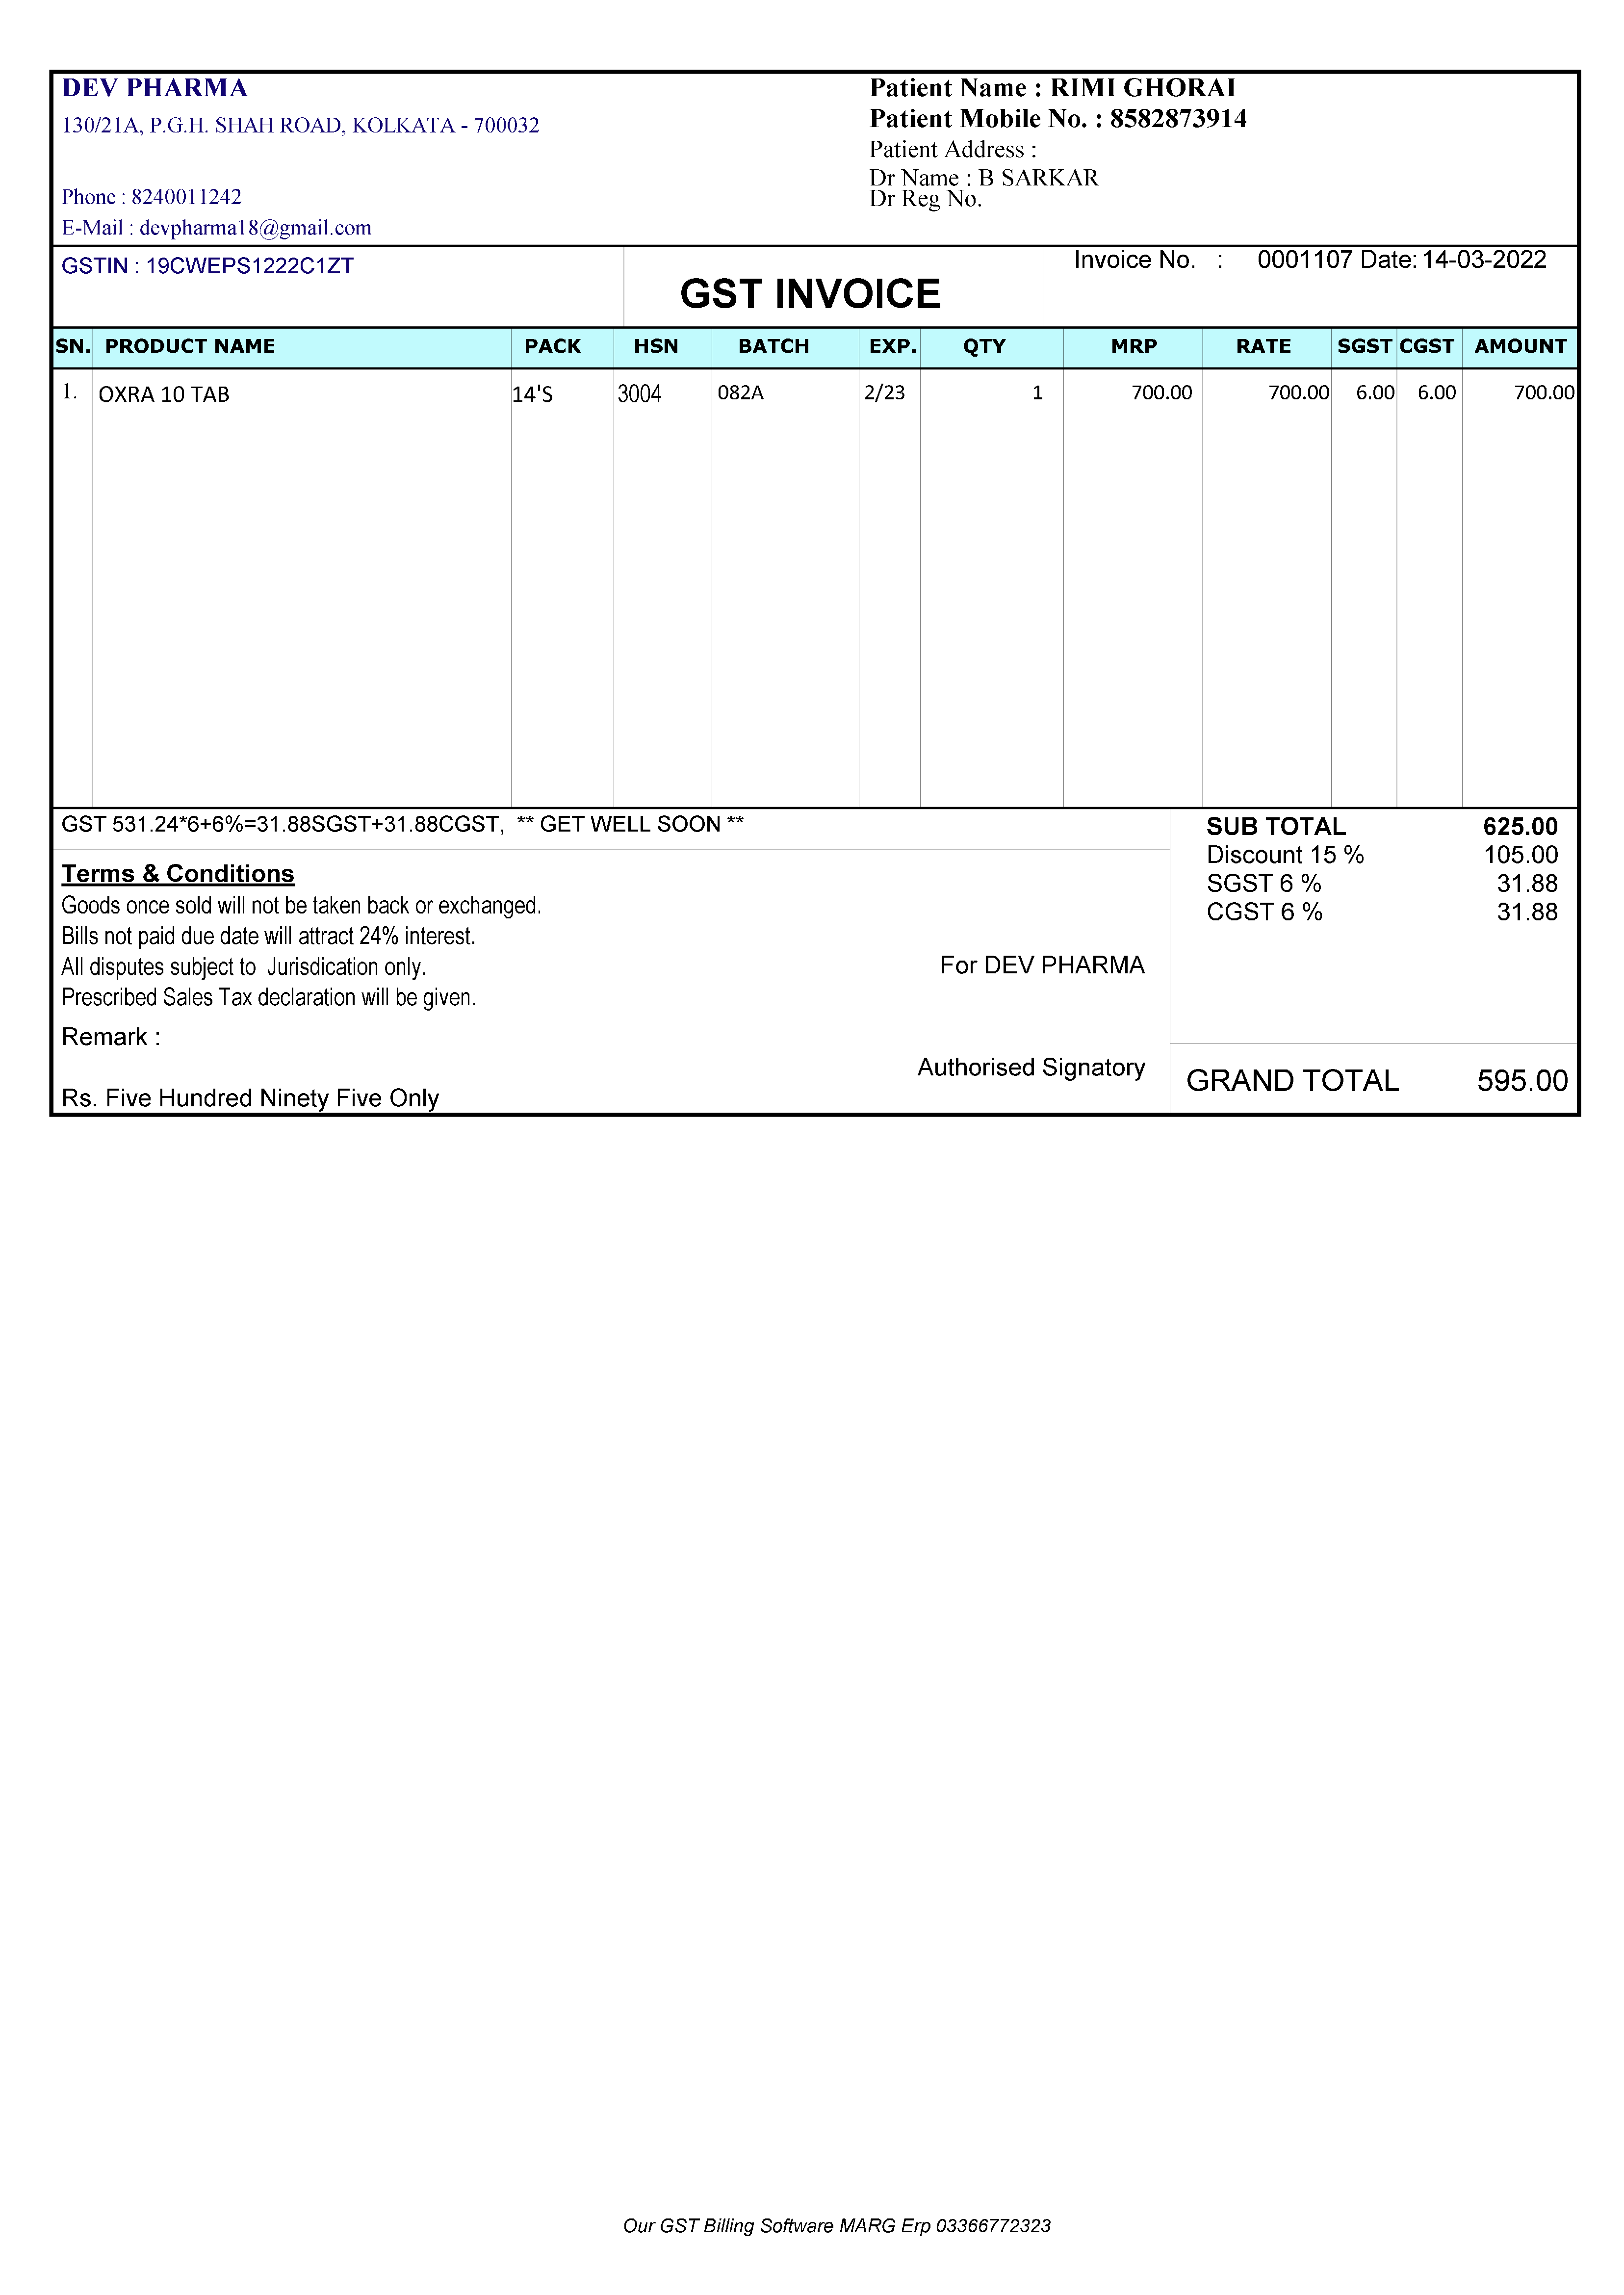 DEV PHARMA
130/21A, P.G.H. SHAH ROAD, KOLKATA - 700032
Phone : 8240011242
E-Mail : devpharma18@gmail.com
Patient Name : RIMI GHORAI
Patient Mobile No. : 8582873914
Patient Address :
Dr Name : B SARKAR
Dr Reg No.
GSTIN : 19CWEPS1222C1ZT
GST INVOICE
Invoice No. : 0001107 Date: 14-03-2022
SN. PRODUCT NAME PACK HSN BATCH EXP. QTY MRP RATE SGST CGST AMOUNT
1. OXRA 10 TAB 14'S 3004 082A 2/23 1 700.00 700.00 6.00 6.00 700.00
GST 531.24*6+6%=31.88SGST+31.88CGST, ** GET WELL SOON **
Terms & Conditions
Goods once sold will not be taken back or exchanged.
Bills not paid due date will attract 24% interest.
All disputes subject to Jurisdication only.
Prescribed Sales Tax declaration will be given.
Remark :
Rs. Five Hundred Ninety Five Only
For DEV PHARMA
Authorised Signatory
SUB TOTAL 625.00
Discount 15 % 105.00
SGST 6 % 31.88
CGST 6 % 31.88
GRAND TOTAL 595.00
Our GST Billing Software MARG Erp 03366772323